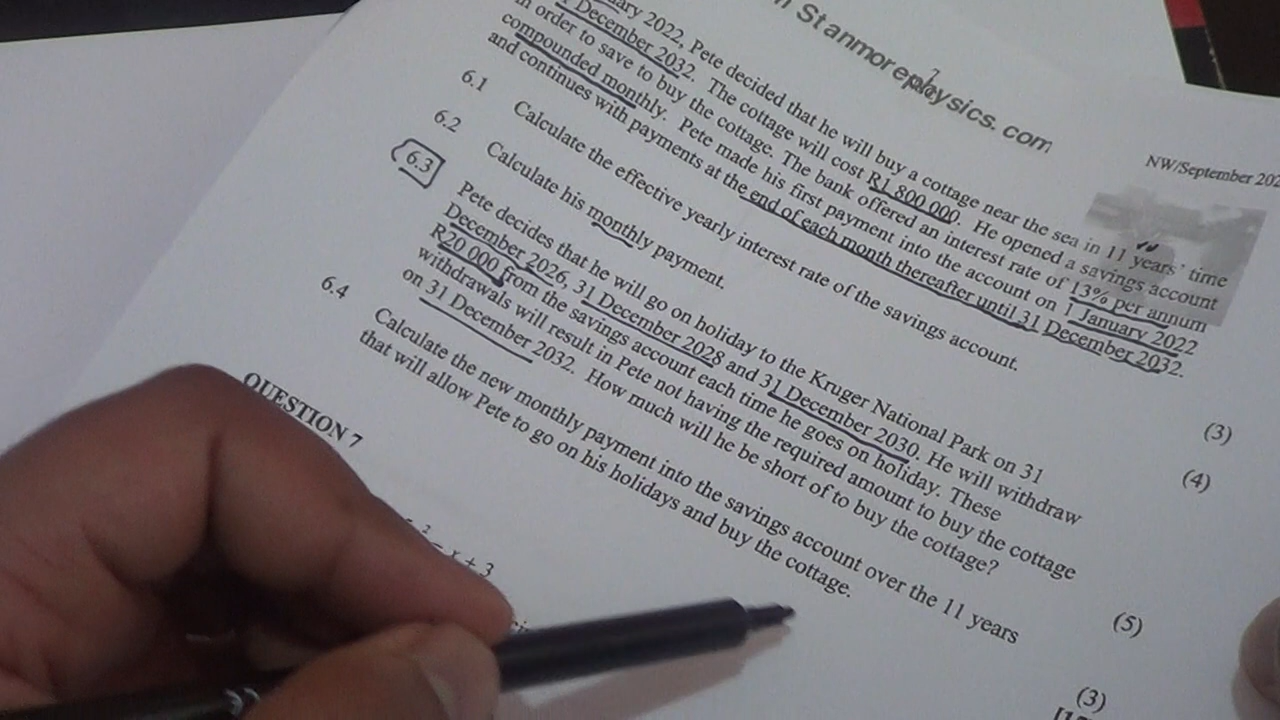 Stanmorephysics.com
NW/September 202
ary 2022, Pete decided that he will buy a cottage near the sea in 11 years' time
December 2032. The cottage will cost R1 800 000. He opened a savings account
in order to save to buy the cottage. The bank offered an interest rate of 13% per annum
compounded monthly. Pete made his first payment into the account on 1 January 2022
and continues with payments at the end of each month thereafter until 31 December 2032.
6.1 Calculate the effective yearly interest rate of the savings account. (3)
6.2 Calculate his monthly payment. (4)
6.3 Pete decides that he will go on holiday to the Kruger National Park on 31
December 2026, 31 December 2028 and 31 December 2030. He will withdraw
R20 000 from the savings account each time he goes on holiday. These
withdrawals will result in Pete not having the required amount to buy the cottage
on 31 December 2032. How much will he be short of to buy the cottage? (5)
6.4 Calculate the new monthly payment into the savings account over the 11 years
that will allow Pete to go on his holidays and buy the cottage. (3)
QUESTION 7
x + 3